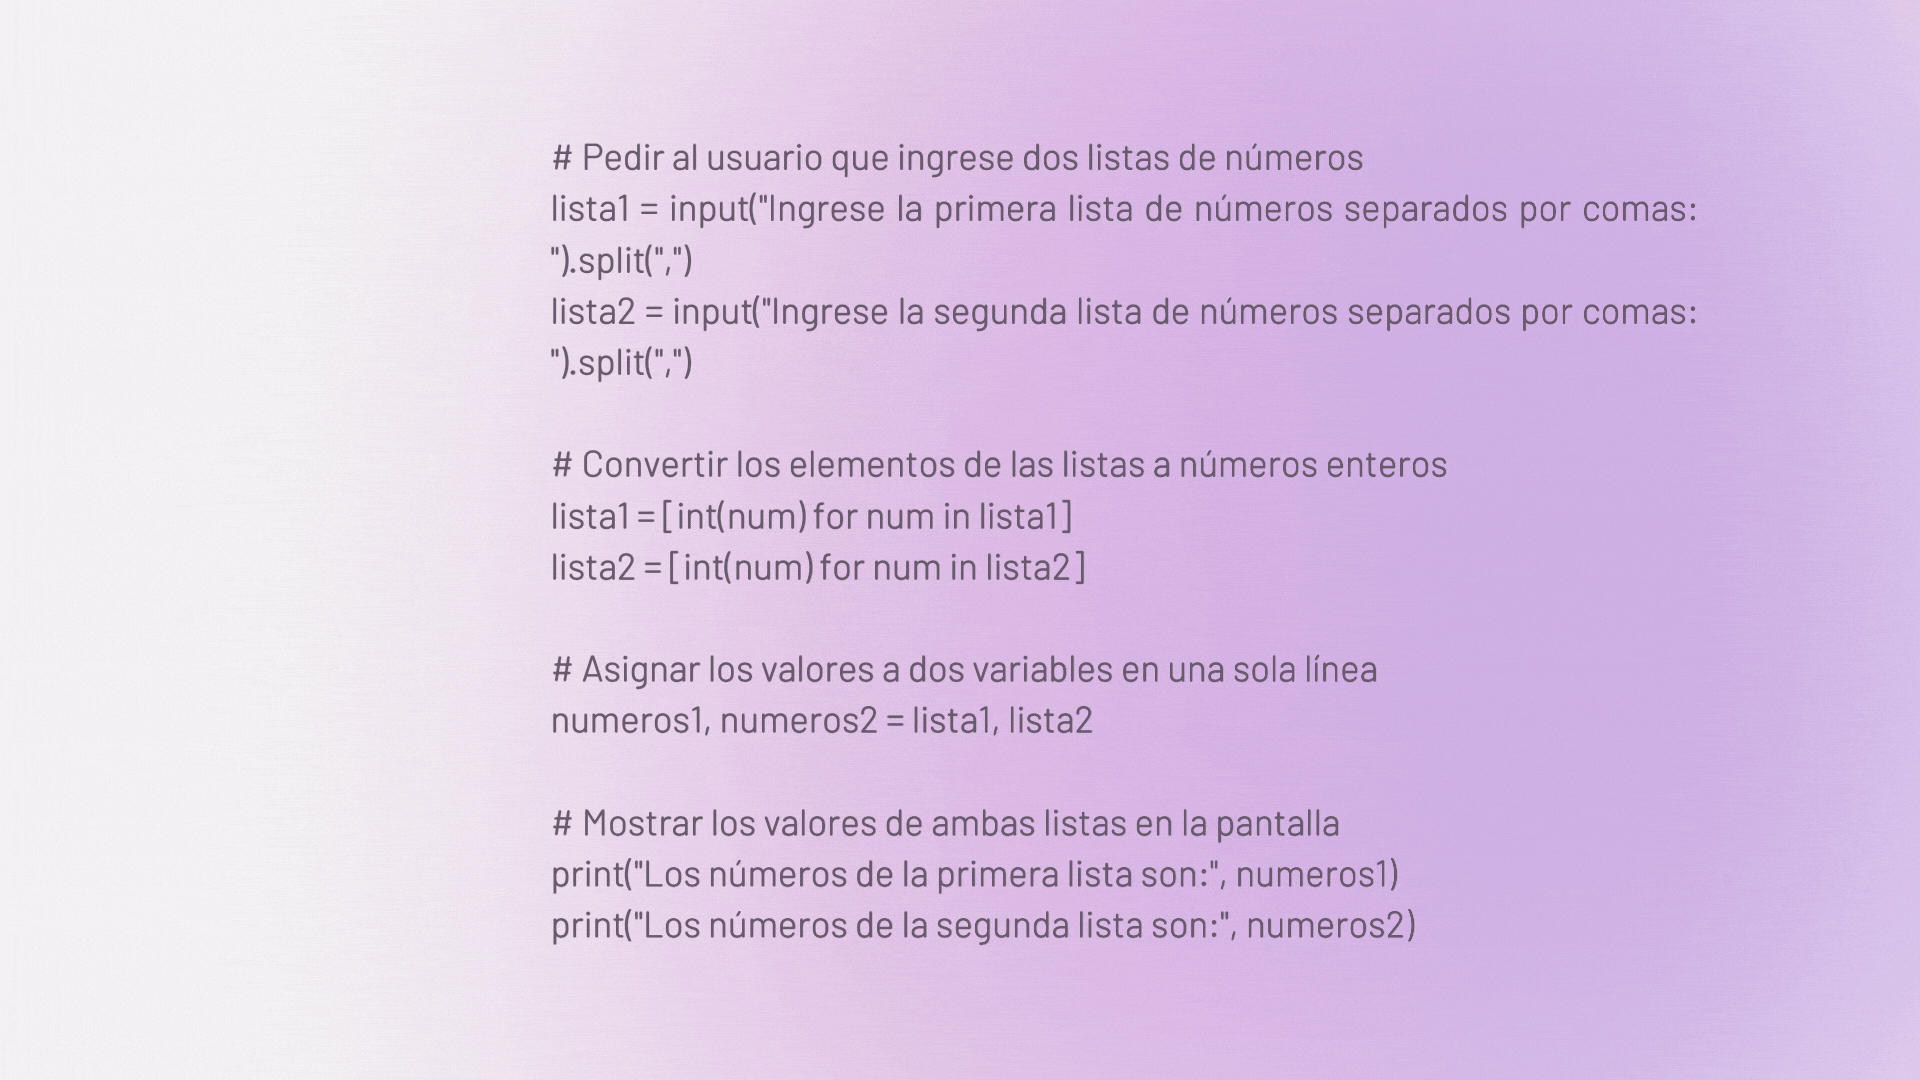 # Pedir al usuario que ingrese dos listas de números
lista1 = input("Ingrese la primera lista de números separados por comas:
").split(",")
lista2 = input("Ingrese la segunda lista de números separados por comas:
").split(",")
# Convertir los elementos de las listas a números enteros
lista1 = [int(num) for num in lista1]
lista2 = [int(num) for num in lista2]
# Asignar los valores a dos variables en una sola línea
numeros1, numeros2 = lista1, lista2
# Mostrar los valores de ambas listas en la pantalla
print("Los números de la primera lista son:", numeros1)
print("Los números de la segunda lista son:", numeros2)